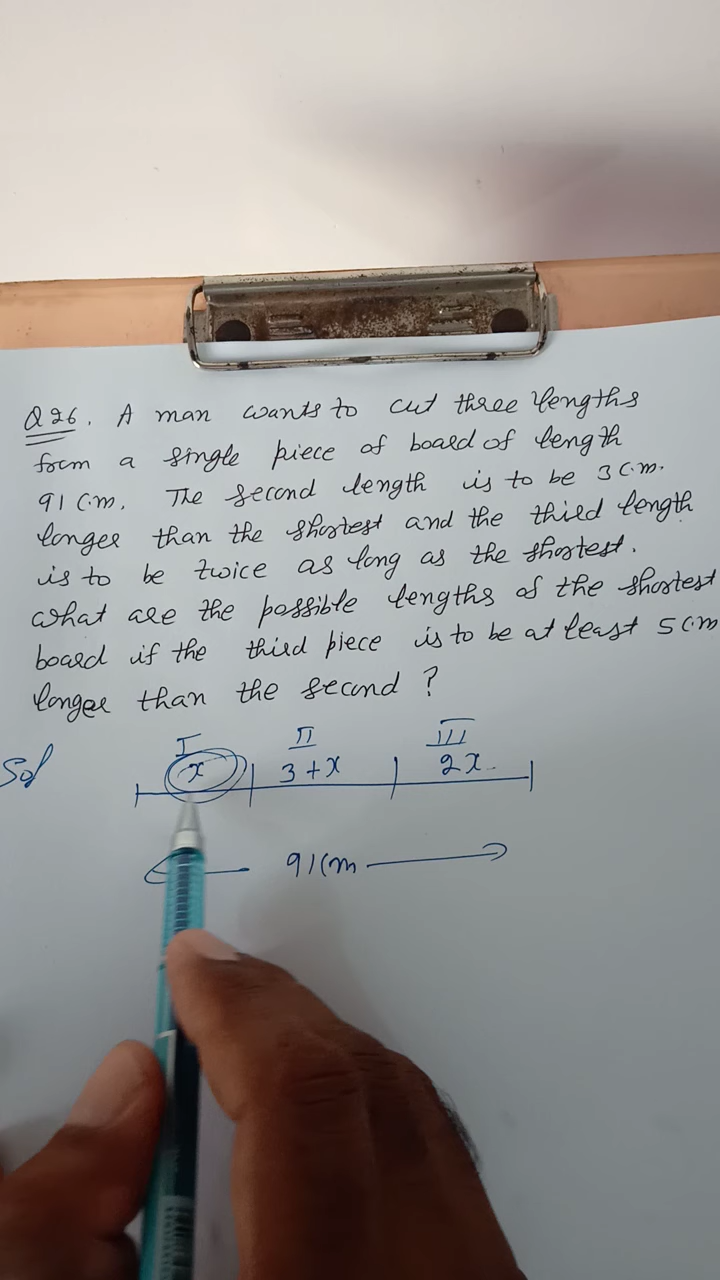 Q 26. A man wants to cut three lengths
from a single piece of board of length
91 cm. The second length is to be 3 cm.
longer than the shortest and the third length
is to be twice as long as the shortest.
what are the possible lengths of the shortest
board if the third piece is to be at least 5 cm
longer than the second ?
Sol
I II III
x 3+x 2x
91 cm